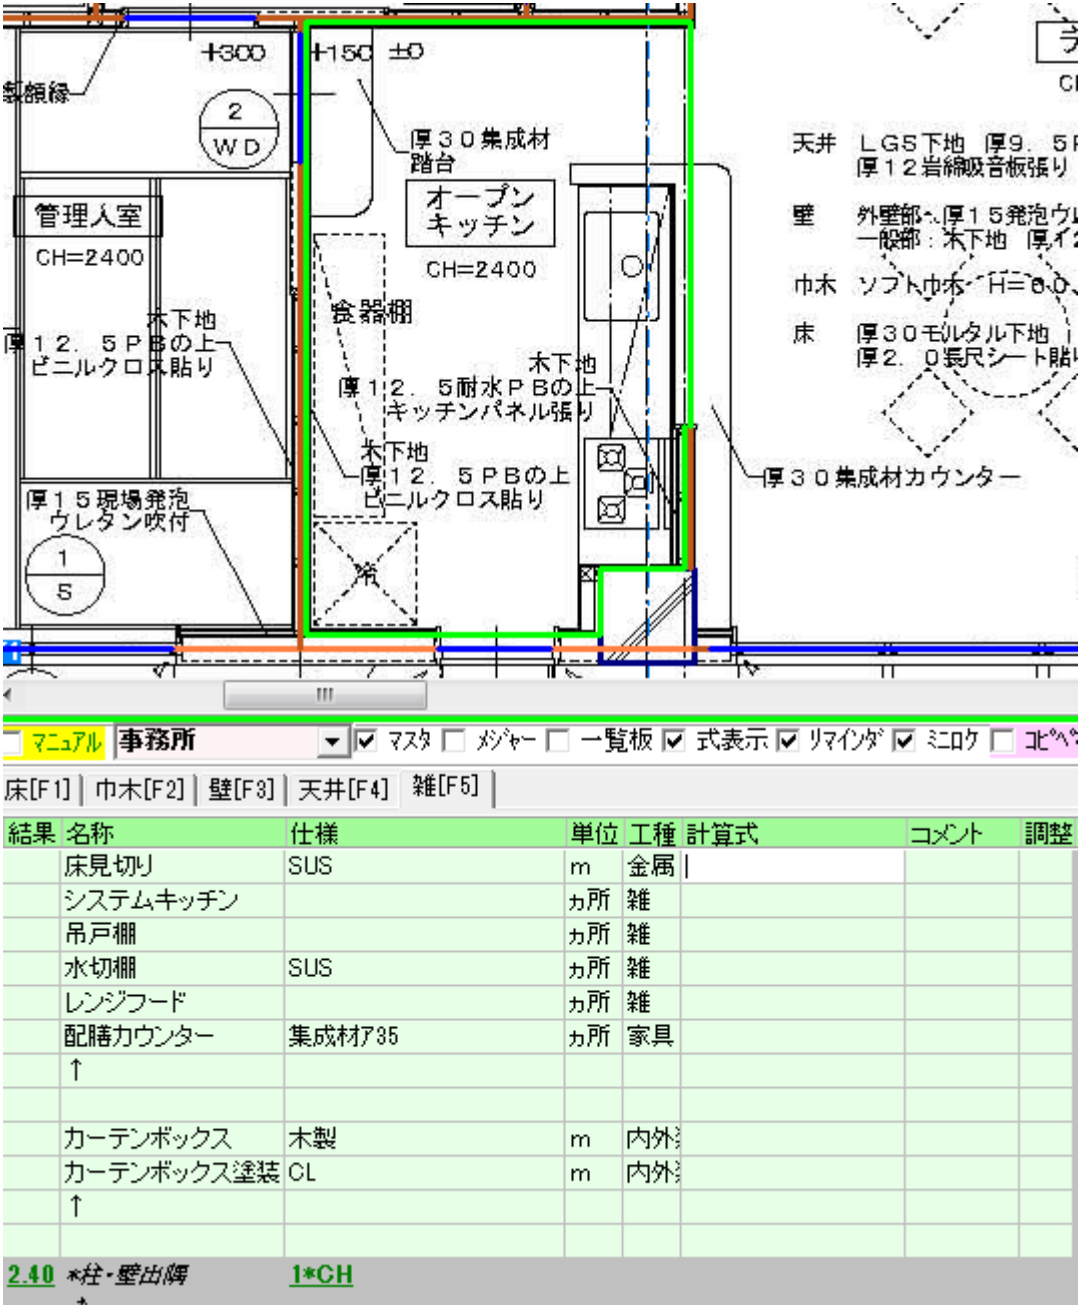 +300
+150
±0
製額縁
2
WD
厚30集成材
踏台
オープン
キッチン
CH=2400
管理人室
CH=2400
天井 LGS下地 厚9．5P
厚12岩綿吸音板張り
壁 外壁部：厚15発泡ウレ
一般部：木下地 厚12
巾木 ソフト巾木 H=60、
床 厚30モルタル下地
厚2．0長尺シート貼り
食器棚
木下地
厚12．5PBの上
ビニルクロス貼り
木下地
厚12．5耐水PBの上
キッチンパネル張り
木下地
厚12．5PBの上
ビニルクロス貼り
厚30集成材カウンター
厚15現場発泡
ウレタン吹付
1
S
冷
マニュアル 事務所 マスタ メジャー 一覧板 式表示 リマインダ ミニロケ コピペ
床[F1] 巾木[F2] 壁[F3] 天井[F4] 雑[F5]
結果 名称 仕様 単位 工種 計算式 コメント 調整
床見切り SUS m 金属
システムキッチン ヵ所 雑
吊戸棚 ヵ所 雑
水切棚 SUS ヵ所 雑
レンジフード ヵ所 雑
配膳カウンター 集成材ア35 ヵ所 家具
↑
カーテンボックス 木製 m 内外
カーテンボックス塗装 CL m 内外
↑
2.40 *柱・壁出隅 1*CH